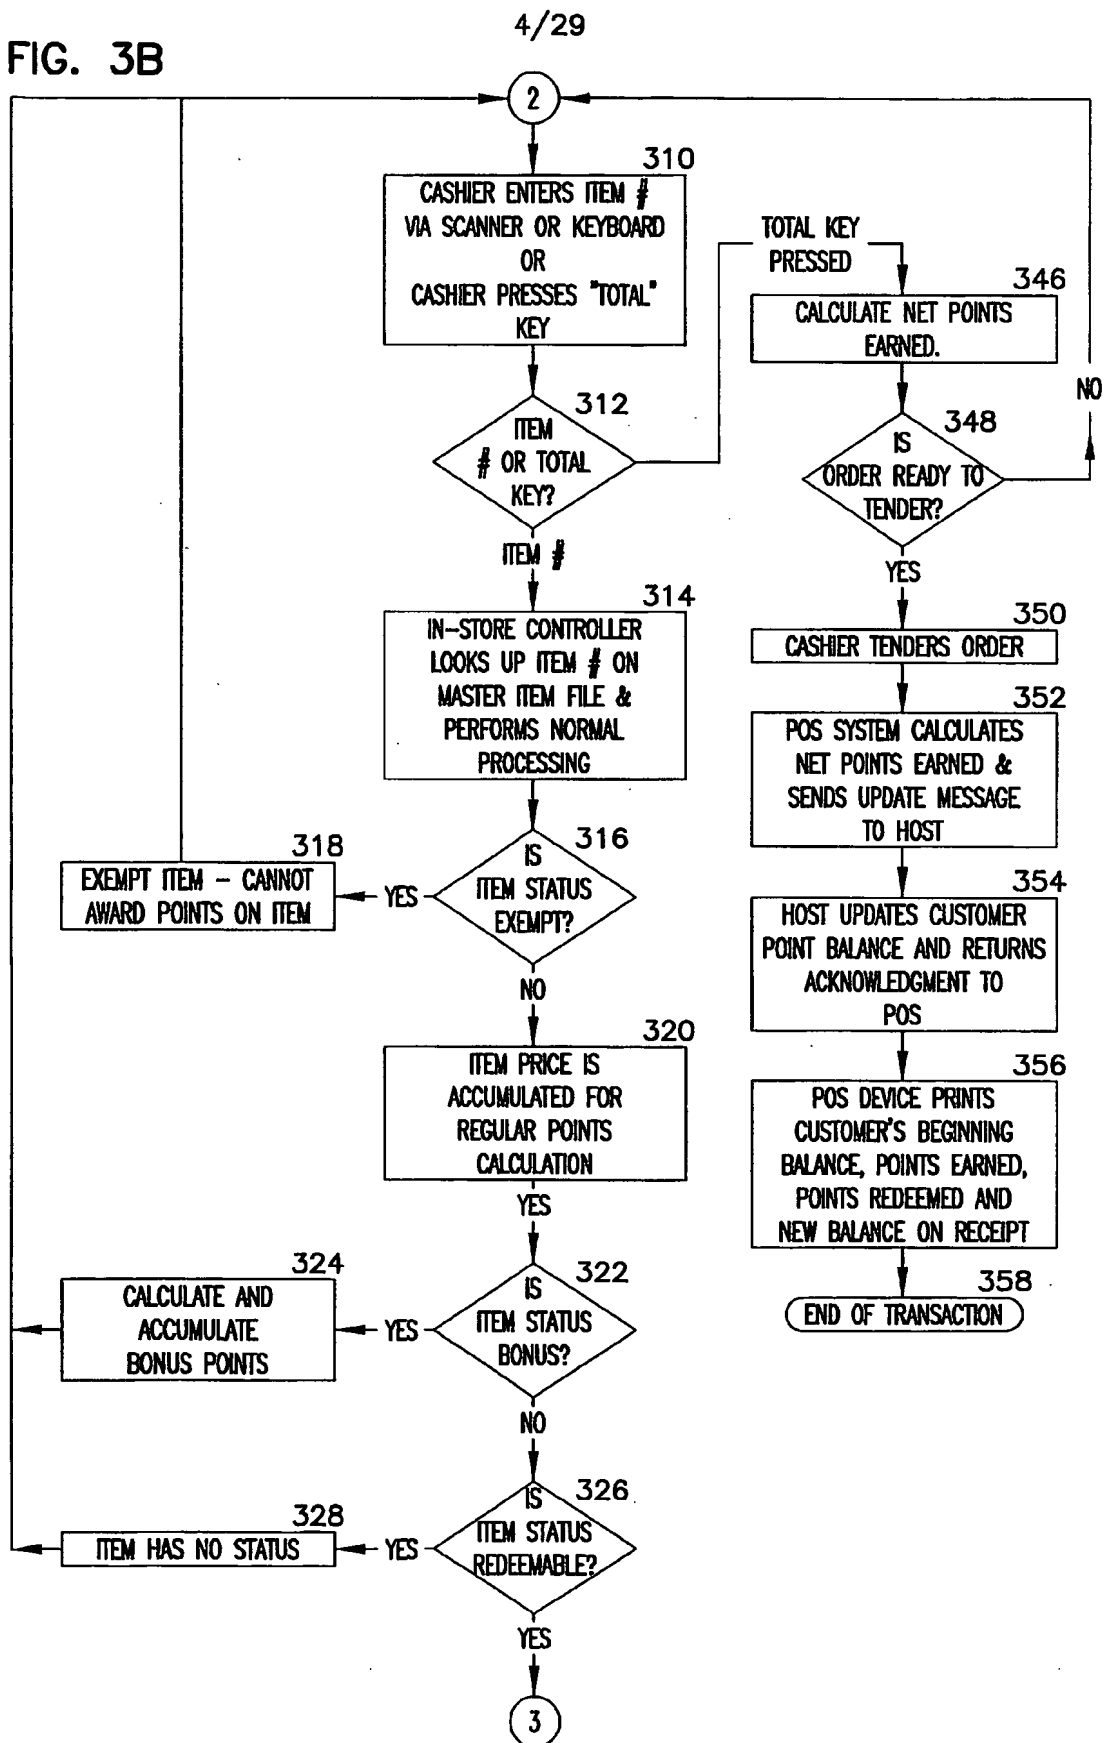 4/29
FIG. 3B
2
310
CASHIER ENTERS ITEM #
VIA SCANNER OR KEYBOARD
OR
CASHIER PRESSES "TOTAL"
KEY
312
ITEM
# OR TOTAL
KEY?
TOTAL KEY
PRESSED
346
CALCULATE NET POINTS
EARNED.
348
IS
ORDER READY TO
TENDER?
NO
YES
350
CASHIER TENDERS ORDER
352
POS SYSTEM CALCULATES
NET POINTS EARNED &
SENDS UPDATE MESSAGE
TO HOST
354
HOST UPDATES CUSTOMER
POINT BALANCE AND RETURNS
ACKNOWLEDGMENT TO
POS
356
POS DEVICE PRINTS
CUSTOMER'S BEGINNING
BALANCE, POINTS EARNED,
POINTS REDEEMED AND
NEW BALANCE ON RECEIPT
358
END OF TRANSACTION
ITEM #
314
IN-STORE CONTROLLER
LOOKS UP ITEM # ON
MASTER ITEM FILE &
PERFORMS NORMAL
PROCESSING
316
IS
ITEM STATUS
EXEMPT?
YES
318
EXEMPT ITEM - CANNOT
AWARD POINTS ON ITEM
NO
320
ITEM PRICE IS
ACCUMULATED FOR
REGULAR POINTS
CALCULATION
YES
322
IS
ITEM STATUS
BONUS?
YES
324
CALCULATE AND
ACCUMULATE
BONUS POINTS
NO
326
IS
ITEM STATUS
REDEEMABLE?
YES
328
ITEM HAS NO STATUS
YES
3